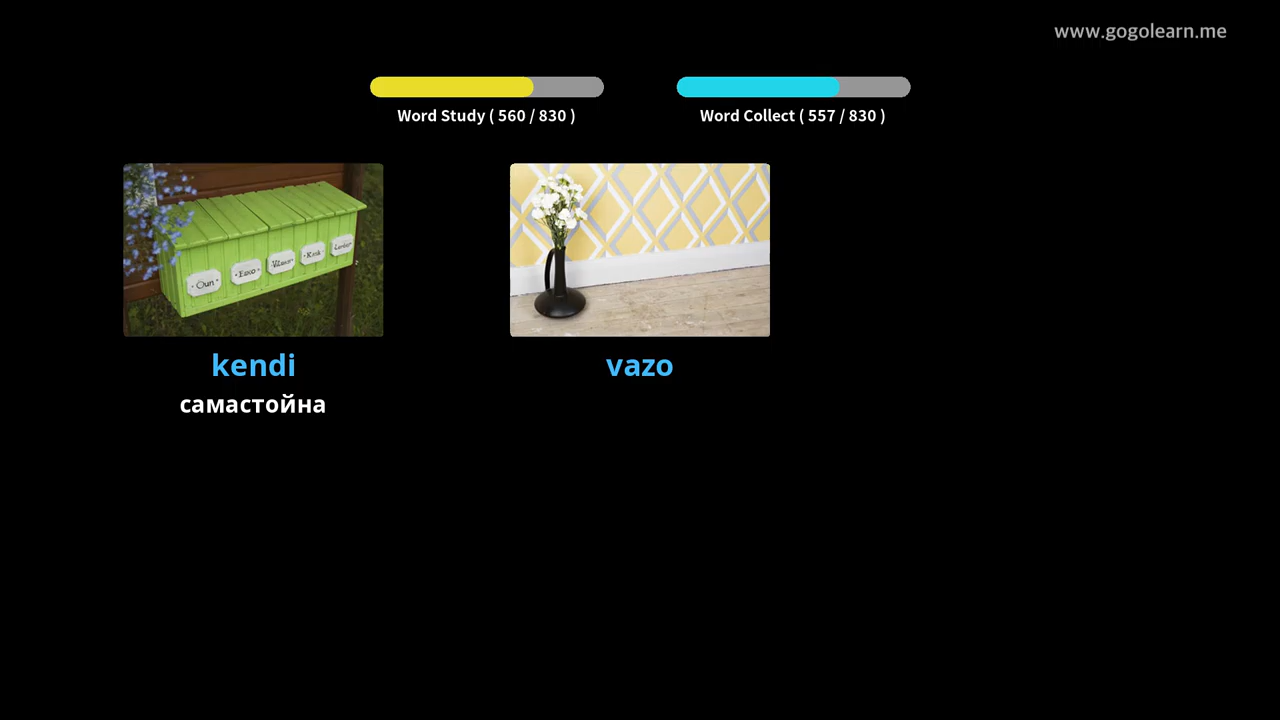 www.gogolearn.me
Word Study ( 560 / 830 )
Word Collect ( 557 / 830 )
kendi
vazo
самастойна